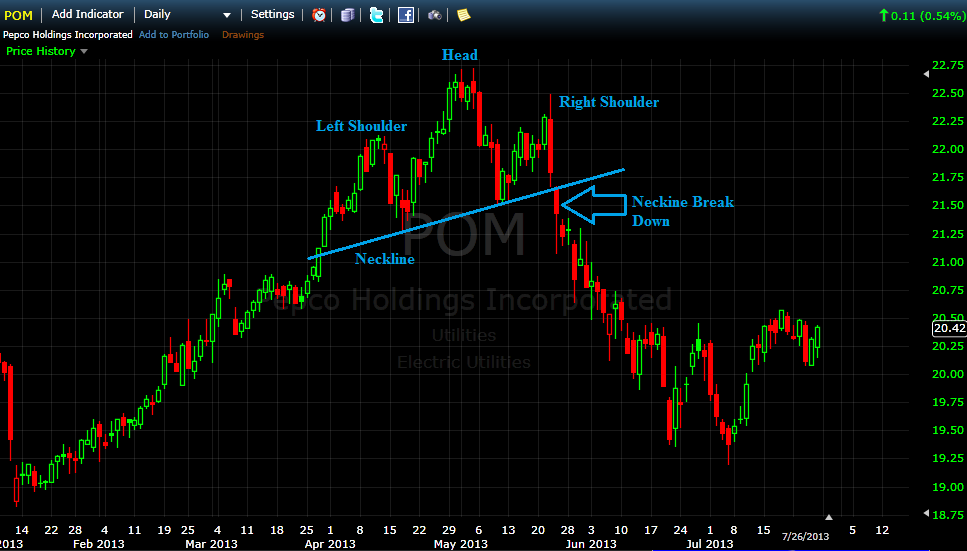 POM Add Indicator Daily Settings 0.11 (0.54%)
Pepco Holdings Incorporated Add to Portfolio Drawings
Price History
Head
22.75
22.50
Right Shoulder
Left Shoulder
22.25
22.00
21.75
Neckine Break
Down
21.50
POM
21.25
Neckline
21.00
Pepco Holdings Incorporated
20.75
20.50
20.42
Utilities
20.25
Electric Utilities
20.00
19.75
19.50
19.25
19.00
18.75
14 22 28 4 11 19 25 4 11 18 25 1 8 15 22 29 6 13 20 28 3 10 17 24 1 8 15 5 12
Feb 2013 Mar 2013 Apr 2013 May 2013 Jun 2013 Jul 2013 7/26/2013
2013